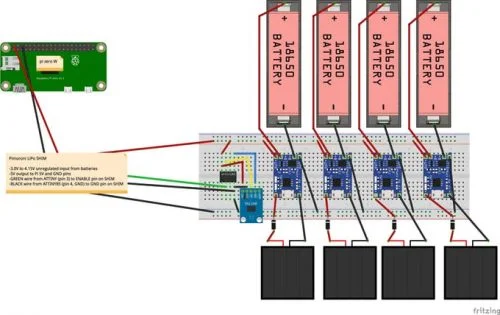 pi zero W
Pimoroni LiPo SHIM
-3.0V to 4.15V unregulated input from batteries
-5V output to Pi 5V and GND pins
-GREEN wire from ATTINY (pin 3) to ENABLE pin on SHIM
-BLACK wire from ATTINY85 (pin 4, GND) to GND pin on SHIM
+ 18650 BATTERY -
+ 18650 BATTERY -
+ 18650 BATTERY -
+ 18650 BATTERY -
fritzing